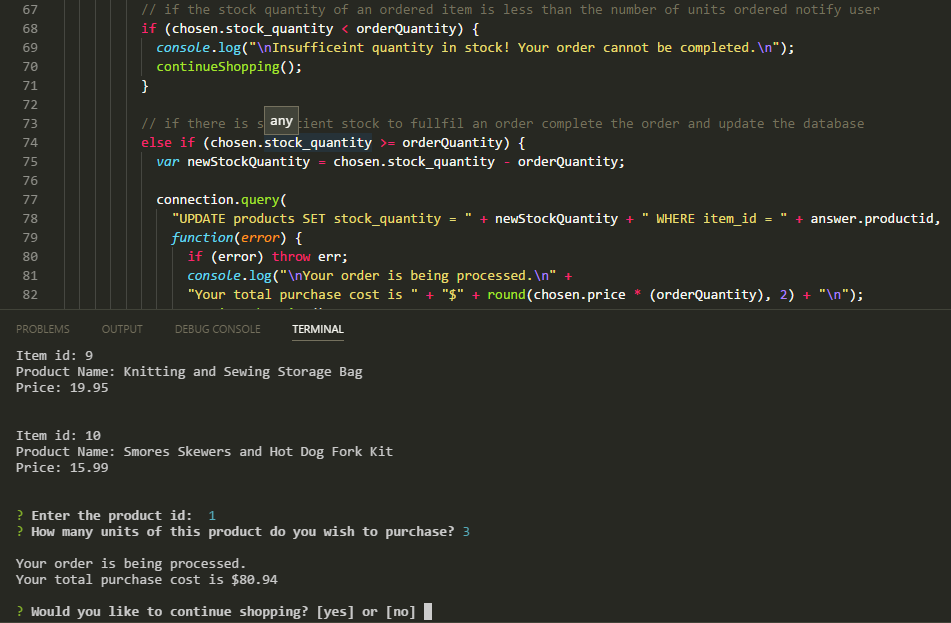 67 // if the stock quantity of an ordered item is less than the number of units ordered notify user
68 if (chosen.stock_quantity < orderQuantity) {
69 console.log("\nInsufficeint quantity in stock! Your order cannot be completed.\n");
70 continueShopping();
71 }
72
any
73 // if there is s cient stock to fullfil an order complete the order and update the database
74 else if (chosen.stock_quantity >= orderQuantity) {
75 var newStockQuantity = chosen.stock_quantity - orderQuantity;
76
77 connection.query(
78 "UPDATE products SET stock_quantity = " + newStockQuantity + " WHERE item_id = " + answer.productid,
79 function(error) {
80 if (error) throw err;
81 console.log("\nYour order is being processed.\n" +
82 "Your total purchase cost is " + "$" + round(chosen.price * (orderQuantity), 2) + "\n");
PROBLEMS OUTPUT DEBUG CONSOLE TERMINAL
Item id: 9
Product Name: Knitting and Sewing Storage Bag
Price: 19.95
Item id: 10
Product Name: Smores Skewers and Hot Dog Fork Kit
Price: 15.99
? Enter the product id: 1
? How many units of this product do you wish to purchase? 3
Your order is being processed.
Your total purchase cost is $80.94
? Would you like to continue shopping? [yes] or [no]